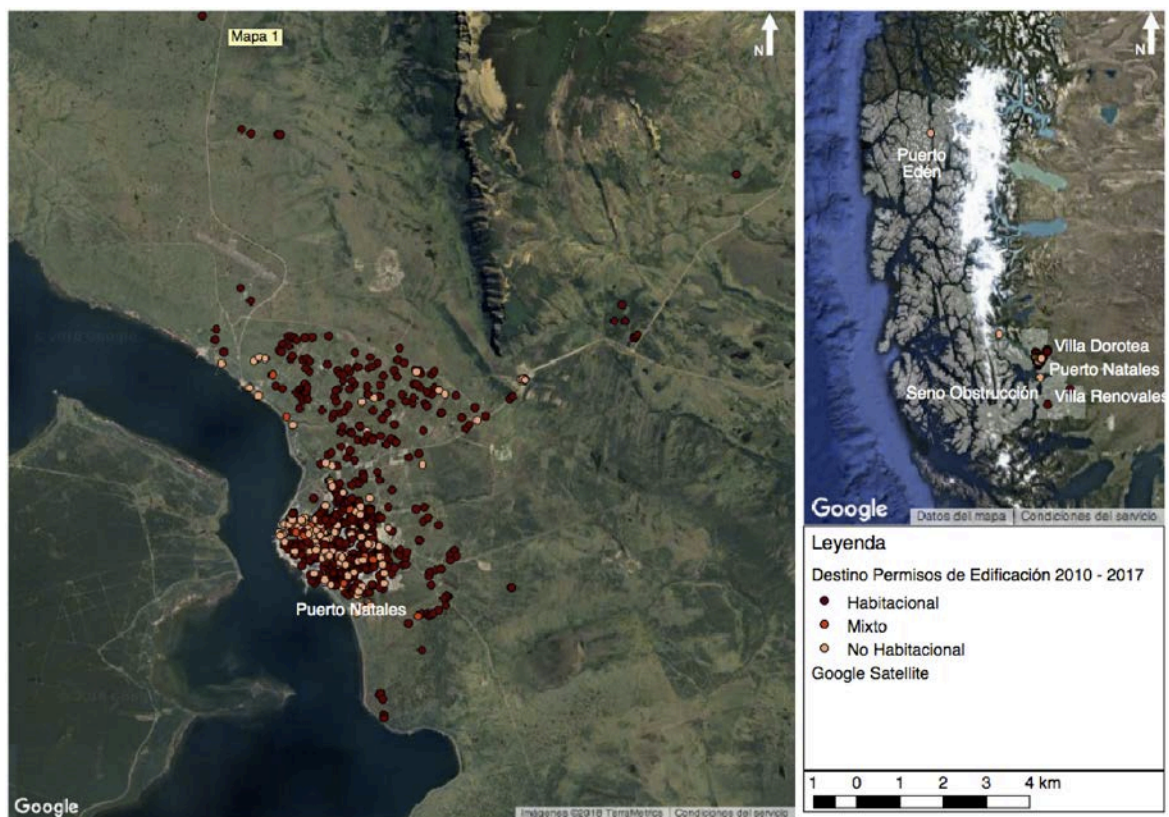 Mapa 1
N
Puerto Natales
Google
Imágenes ©2018 TerraMetrics
Condiciones del servicio
N
Puerto
Edén
Villa Dorotea
Puerto Natales
Seno Obstrucción
Villa Renovales
Google
Datos del mapa
Condiciones del servicio
Leyenda
Destino Permisos de Edificación 2010 - 2017
Habitacional
Mixto
No Habitacional
Google Satellite
1 0 1 2 3 4 km